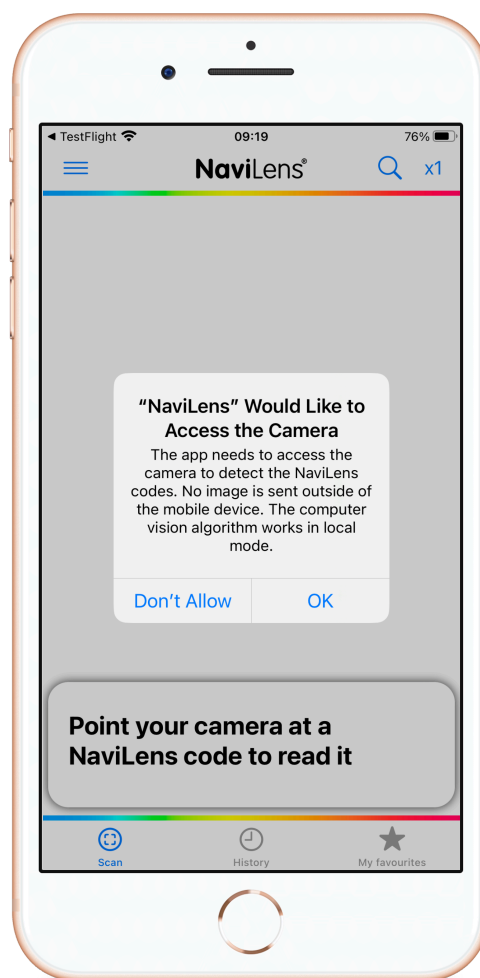 ◀ TestFlight 09:19 76%
NaviLens® x1
“NaviLens” Would Like to
Access the Camera
The app needs to access the
camera to detect the NaviLens
codes. No image is sent outside of
the mobile device. The computer
vision algorithm works in local
mode.
Don’t Allow OK
Point your camera at a
NaviLens code to read it
Scan History My favourites